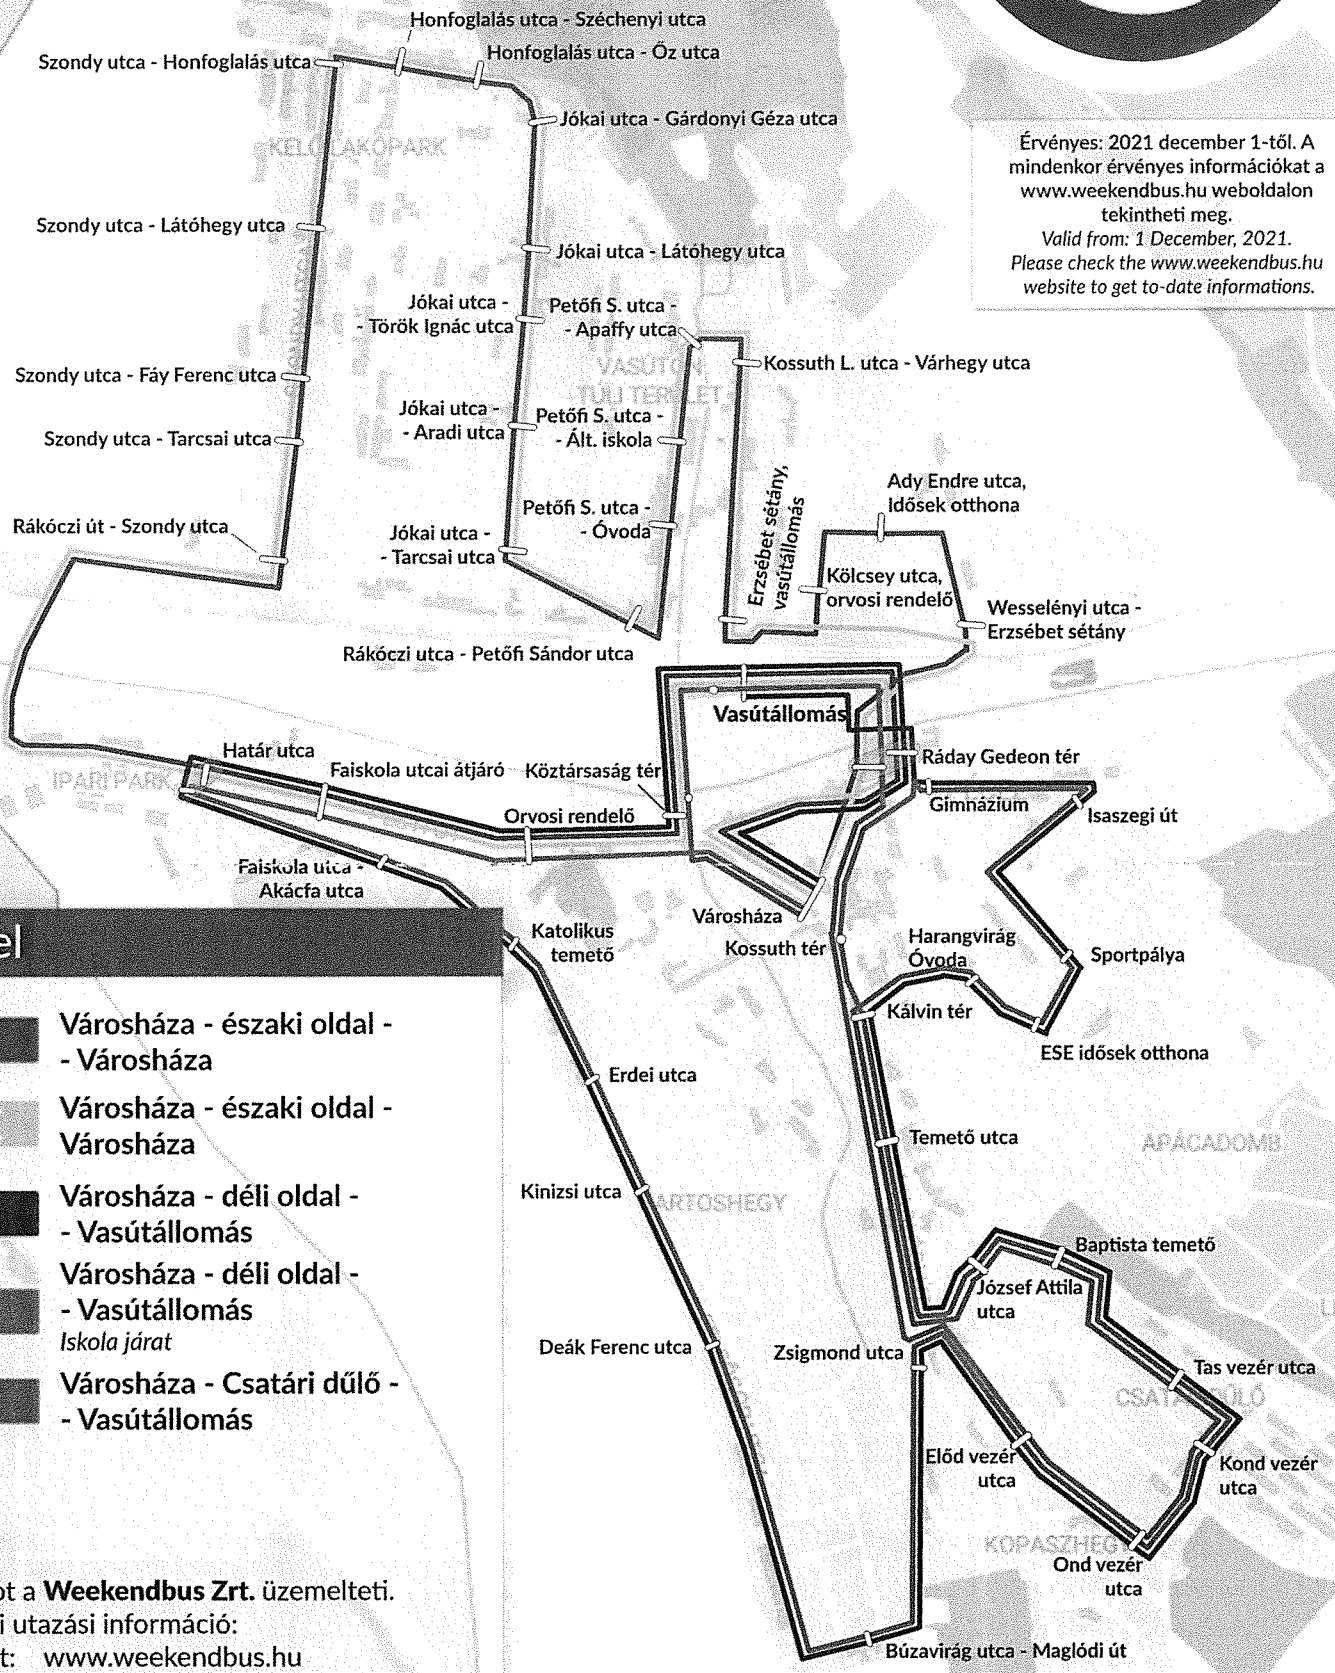 Honfoglalás utca - Széchenyi utca
Honfoglalás utca - Őz utca
Szondy utca - Honfoglalás utca
Jókai utca - Gárdonyi Géza utca
KELŐ LAKÓPARK
Érvényes: 2021 december 1-től. A
mindenkor érvényes információkat a
www.weekendbus.hu weboldalon
tekintheti meg.
Valid from: 1 December, 2021.
Please check the www.weekendbus.hu
website to get to-date informations.
Szondy utca - Látóhegy utca
Jókai utca - Látóhegy utca
Jókai utca -
- Török Ignác utca
Petőfi S. utca -
- Apaffy utca
VASÚTON
TÚLI TERÜLET
Kossuth L. utca - Várhegy utca
Szondy utca - Fáy Ferenc utca
Jókai utca -
- Aradi utca
Petőfi S. utca -
- Ált. iskola
Szondy utca - Tarcsai utca
Erzsébet sétány,
vasútállomás
Ady Endre utca,
Idősek otthona
Petőfi S. utca -
- Óvoda
Rákóczi út - Szondy utca
Jókai utca -
- Tarcsai utca
Kölcsey utca,
orvosi rendelő
Wesselényi utca -
Erzsébet sétány
Rákóczi utca - Petőfi Sándor utca
Vasútállomás
Határ utca
Faiskola utcai átjáró
Köztársaság tér
Ráday Gedeon tér
IPARI PARK
Orvosi rendelő
Gimnázium
Isaszegi út
Faiskola utca -
Akácfa utca
Városháza
Kossuth tér
Katolikus
temető
Harangvirág
Óvoda
Sportpálya
el
Kálvin tér
ESE idősek otthona
Városháza - északi oldal -
- Városháza
Erdei utca
Városháza - északi oldal -
Városháza
Temető utca
APÁCADOMB
Városháza - déli oldal -
- Vasútállomás
Kinizsi utca
ARTOSHEGY
Városháza - déli oldal -
- Vasútállomás
Iskola járat
Baptista temető
József Attila
utca
Deák Ferenc utca
Zsigmond utca
Tas vezér utca
Városháza - Csatári dűlő -
- Vasútállomás
Előd vezér
utca
Kond vezér
utca
KOPASZHEGY
Ond vezér
utca
ot a Weekendbus Zrt. üzemelteti.
i utazási információ:
t: www.weekendbus.hu
Búzavirág utca - Maglódi út